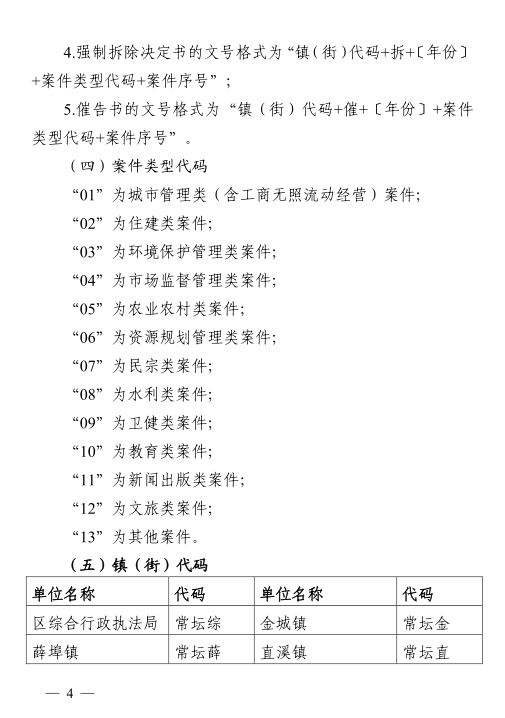 4.强制拆除决定书的文号格式为“镇（街）代码+拆+〔年份〕
+案件类型代码+案件序号”;
5.催告书的文号格式为“镇（街）代码+催+〔年份〕+案件
类型代码+案件序号”。
（四）案件类型代码
“01”为城市管理类（含工商无照流动经营）案件;
“02”为住建类案件;
“03”为环境保护管理类案件;
“04”为市场监督管理类案件;
“05”为农业农村类案件;
“06”为资源规划管理类案件;
“07”为民宗类案件;
“08”为水利类案件;
“09”为卫健类案件;
“10”为教育类案件;
“11”为新闻出版类案件;
“12”为文旅类案件;
“13”为其他案件。
（五）镇（街）代码
单位名称 代码 单位名称 代码
区综合行政执法局 常坛综 金城镇 常坛金
薛埠镇 常坛薛 直溪镇 常坛直
— 4 —